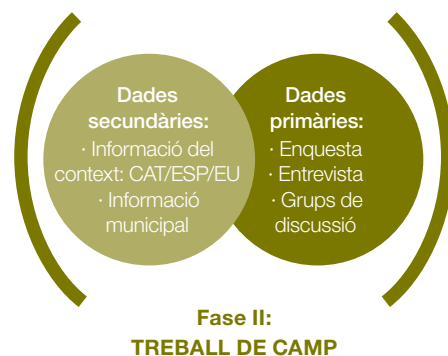 Dades
secundàries:
· Informació del
context: CAT/ESP/EU
· Informació
municipal
Dades
primàries:
· Enquesta
· Entrevista
· Grups de
discussió
Fase II:
TREBALL DE CAMP